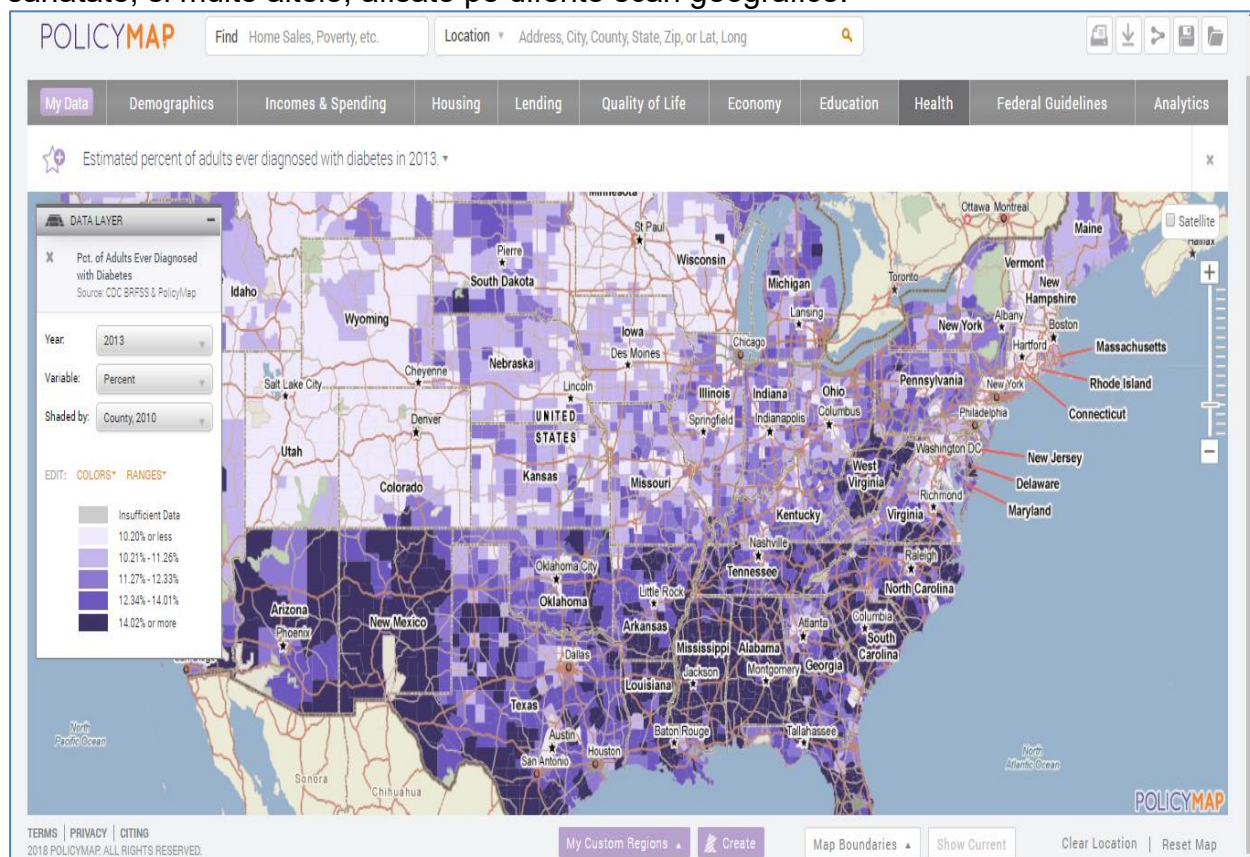 POLICYMAP
Find Home Sales, Poverty, etc.
Location Address, City, County, State, Zip, or Lat, Long
My Data Demographics Incomes & Spending Housing Lending Quality of Life Economy Education Health Federal Guidelines Analytics
Estimated percent of adults ever diagnosed with diabetes in 2013.
DATA LAYER
Pct. of Adults Ever Diagnosed
with Diabetes
Source: CDC BRFSS & PolicyMap
Year: 2013
Variable: Percent
Shaded by: County, 2010
EDIT: COLORS RANGES
Insufficient Data
10.20% or less
10.21% - 11.26%
11.27% - 12.33%
12.34% - 14.01%
14.02% or more
Satellite
Ottawa Montreal
Maine
St Paul
Wisconsin
Pierre
South Dakota
Idaho
Wyoming
Michigan
Lansing
Toronto
Vermont
New
Hampshire
Albany
Boston
New York
Hartford
Massachusetts
Iowa
Des Moines
Chicago
Nebraska
Cheyenne
Salt Lake City
Lincoln
Illinois
Indiana
Ohio
Pennsylvania
New York
Rhode Island
Connecticut
Denver
UNITED
STATES
Springfield
Indianapolis
Columbus
Philadelphia
Washington DC
New Jersey
Utah
Colorado
Kansas
Missouri
West
Virginia
Delaware
Richmond
Maryland
Kentucky
Virginia
Nashville
Tennessee
Raleigh
North Carolina
Oklahoma City
Oklahoma
Little Rock
Arkansas
Arizona
Phoenix
New Mexico
Atlanta
Columbia
South
Carolina
Mississippi
Alabama
Georgia
Dallas
Jackson
Montgomery
Louisiana
Texas
Austin
Baton Rouge
Tallahassee
San Antonio
Houston
North
Pacific Ocean
Sonora
Chihuahua
North
Atlantic Ocean
POLICYMAP
TERMS | PRIVACY | CITING
2018 POLICYMAP. ALL RIGHTS RESERVED.
My Custom Regions Create Map Boundaries Show Current Clear Location | Reset Map